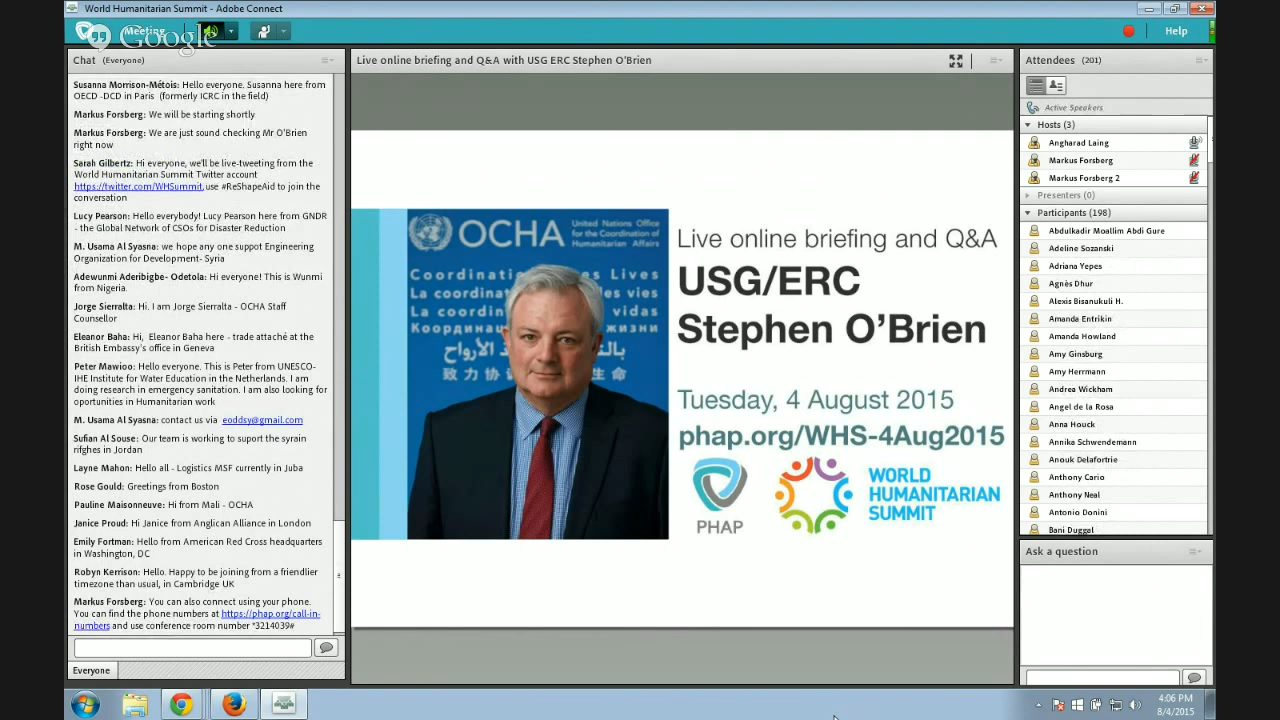 World Humanitarian Summit - Adobe Connect
Meeting
Google
Help
Chat (Everyone)
Susanna Morrison-Métois: Hello everyone. Susanna here from
OECD -DCD in Paris (formerly ICRC in the field)
Markus Forsberg: We will be starting shortly
Markus Forsberg: We are just sound checking Mr O'Brien
right now
Sarah Gilbertz: Hi everyone, we'll be live-tweeting from the
World Humanitarian Summit Twitter account
https://twitter.com/WHSummit,use #ReShapeAid to join the
conversation
Lucy Pearson: Hello everybody! Lucy Pearson here from GNDR
- the Global Network of CSOs for Disaster Reduction
M. Usama Al Syasna: we hope any one suppot Engineering
Organization for Development- Syria
Adewunmi Aderibigbe- Odetola: Hi everyone! This is Wunmi
from Nigeria.
Jorge Sierralta: Hi. I am Jorge Sierralta - OCHA Staff
Counsellor
Eleanor Baha: Hi, Eleanor Baha here - trade attaché at the
British Embassy's office in Geneva
Peter Mawioo: Hello everyone. This is Peter from UNESCO-
IHE Institute for Water Education in the Netherlands. I am
doing research in emergency sanitation. I am also looking for
oportunities in Humanitarian work
M. Usama Al Syasna: contact us via eoddsy@gmail.com
Sufian Al Souse: Our team is working to suport the syrain
rifghes in Jordan
Layne Mahon: Hello all - Logistics MSF currently in Juba
Rose Gould: Greetings from Boston
Pauline Maisonneuve: Hi from Mali - OCHA
Janice Proud: Hi Janice from Anglican Alliance in London
Emily Fortman: Hello from American Red Cross headquarters
in Washington, DC
Robyn Kerrison: Hello. Happy to be joining from a friendlier
timezone than usual, in Cambridge UK
Markus Forsberg: You can also connect using your phone.
You can find the phone numbers at https://phap.org/call-in-
numbers and use conference room number *3214039#
Everyone
Live online briefing and Q&A with USG ERC Stephen O'Brien
OCHA
United Nations Office
for the Coordination of
Humanitarian Affairs
Coordinati es Lives
La coordinat des vies
La coordina vidas
Координац жизни
الأرواح
致力协 生命
Live online briefing and Q&A
USG/ERC
Stephen O’Brien
Tuesday, 4 August 2015
phap.org/WHS-4Aug2015
PHAP
WORLD
HUMANITARIAN
SUMMIT
Attendees (201)
Active Speakers
Hosts (3)
Angharad Laing
Markus Forsberg
Markus Forsberg 2
Presenters (0)
Participants (198)
Abdulkadir Moallim Abdi Gure
Adeline Sozanski
Adriana Yepes
Agnès Dhur
Alexis Bisanukuli H.
Amanda Entrikin
Amanda Howland
Amy Ginsburg
Amy Herrmann
Andrea Wickham
Angel de la Rosa
Anna Houck
Annika Schwendemann
Anouk Delafortrie
Anthony Cario
Anthony Neal
Antonio Donini
Bani Duggal
Ask a question
4:06 PM
8/4/2015